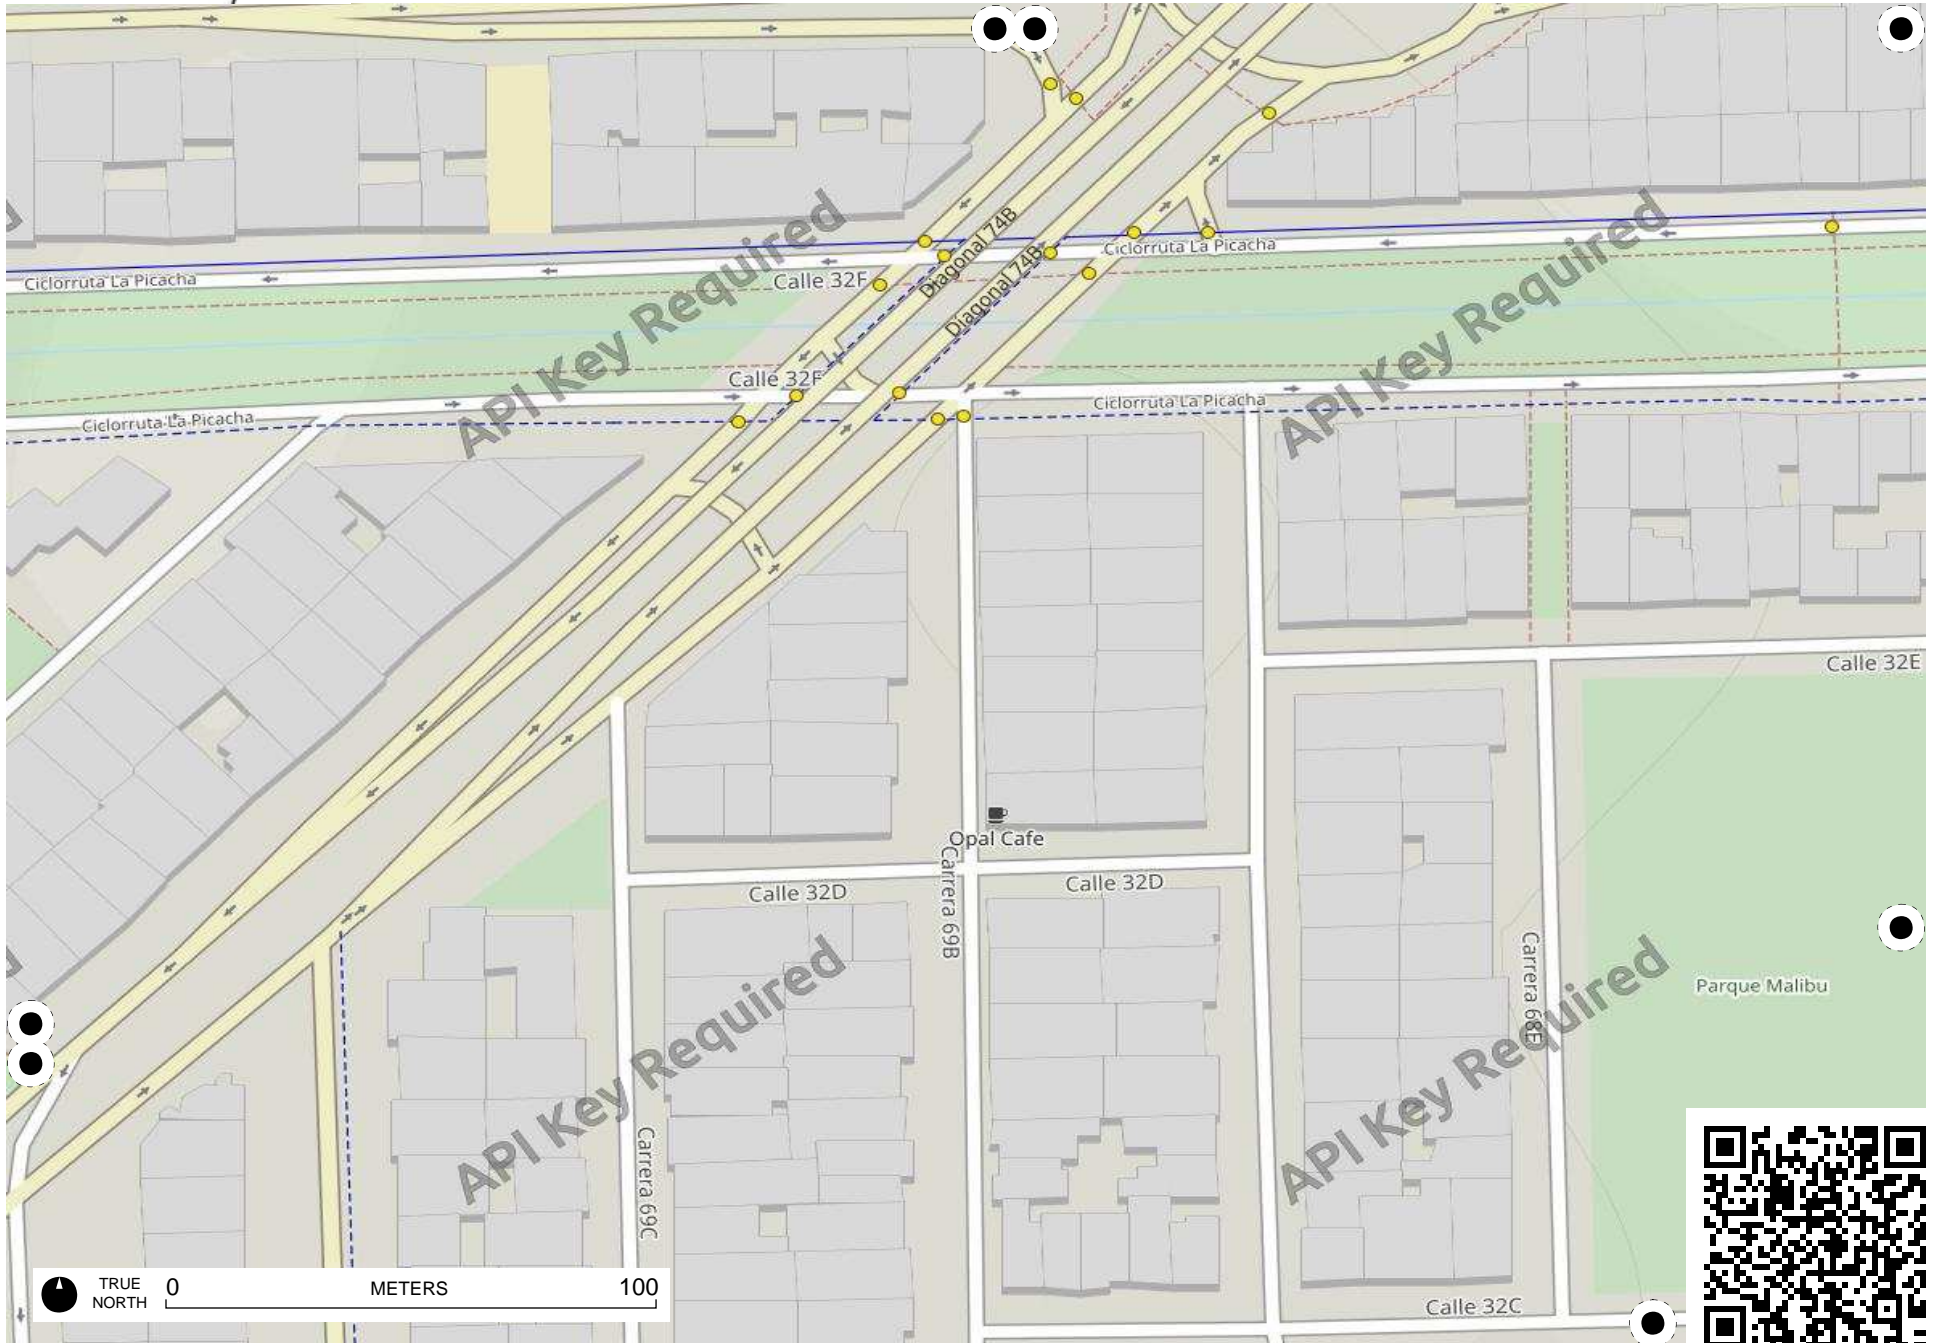 Diagonal 74B
Diagonal 74B
Ciclorruta La Picacha
Ciclorruta La Picacha
Calle 32F
API Key Required
API Key Required
Calle 32F
Ciclorruta La Picacha
Ciclorruta La Picacha
Calle 32E
Opal Cafe
Carrera 69B
Calle 32D
Calle 32D
Carrera 68E
Parque Malibu
API Key Required
API Key Required
Carrera 69C
TRUE
NORTH
0 METERS 100
Calle 32C